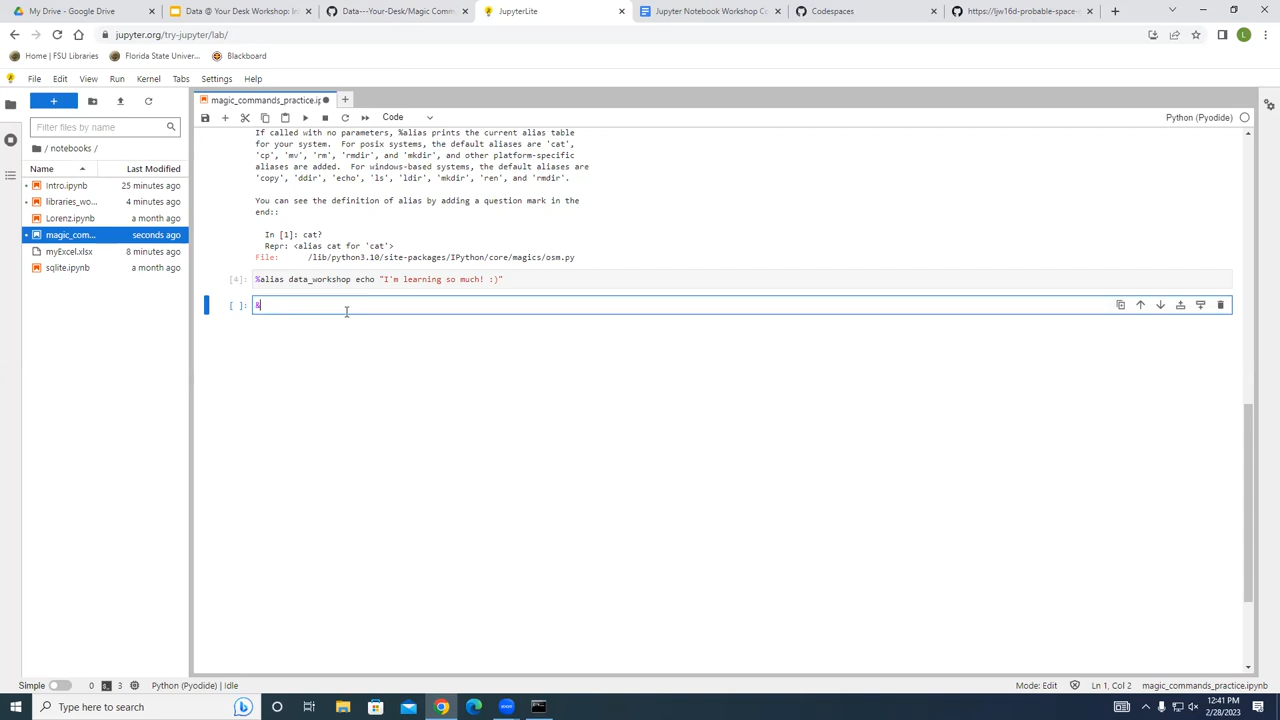 My Drive - Google Drive
Data @ Your Desk Workshop: In
Data---Your-Desk/Magic Comm
JupyterLite
Jupyter Notebook Workshop Co
Codespaces
https://ljw16d-probable-space-
jupyter.org/try-jupyter/lab/
L
Home | FSU Libraries
Florida State Univer...
Blackboard
File Edit View Run Kernel Tabs Settings Help
magic_commands_practice.ip
Filter files by name
Code
Python (Pyodide)
/ notebooks /
Name Last Modified
Intro.ipynb 25 minutes ago
libraries_wo... 4 minutes ago
Lorenz.ipynb a month ago
magic_com... seconds ago
myExcel.xlsx 8 minutes ago
sqlite.ipynb a month ago
If called with no parameters, %alias prints the current alias table
for your system.  For posix systems, the default aliases are 'cat',
'cp', 'mv', 'rm', 'rmdir', and 'mkdir', and other platform-specific
aliases are added.  For windows-based systems, the default aliases are
'copy', 'ddir', 'echo', 'ls', 'ldir', 'mkdir', 'ren', and 'rmdir'.
You can see the definition of alias by adding a question mark in the
end::
In [1]: cat?
Repr: <alias cat for 'cat'>
File: /lib/python3.10/site-packages/IPython/core/magics/osm.py
[4]: %alias data_workshop echo "I'm learning so much! :)"
[ ]: &
Simple 0 3 Python (Pyodide) | Idle
Mode: Edit Ln 1, Col 2 magic_commands_practice.ipynb
Type here to search
zoom
12:41 PM
2/28/2023